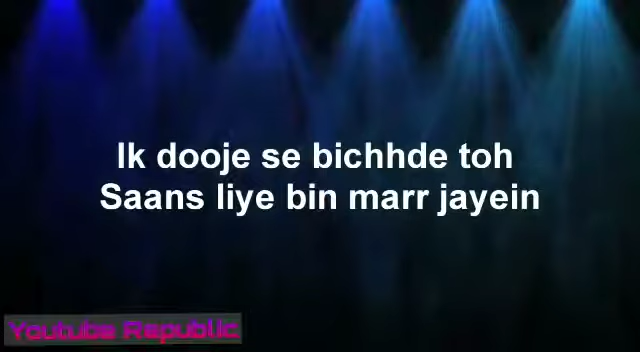 Ik dooje se bichhde toh
Saans liye bin marr jayein
Youtube Republic